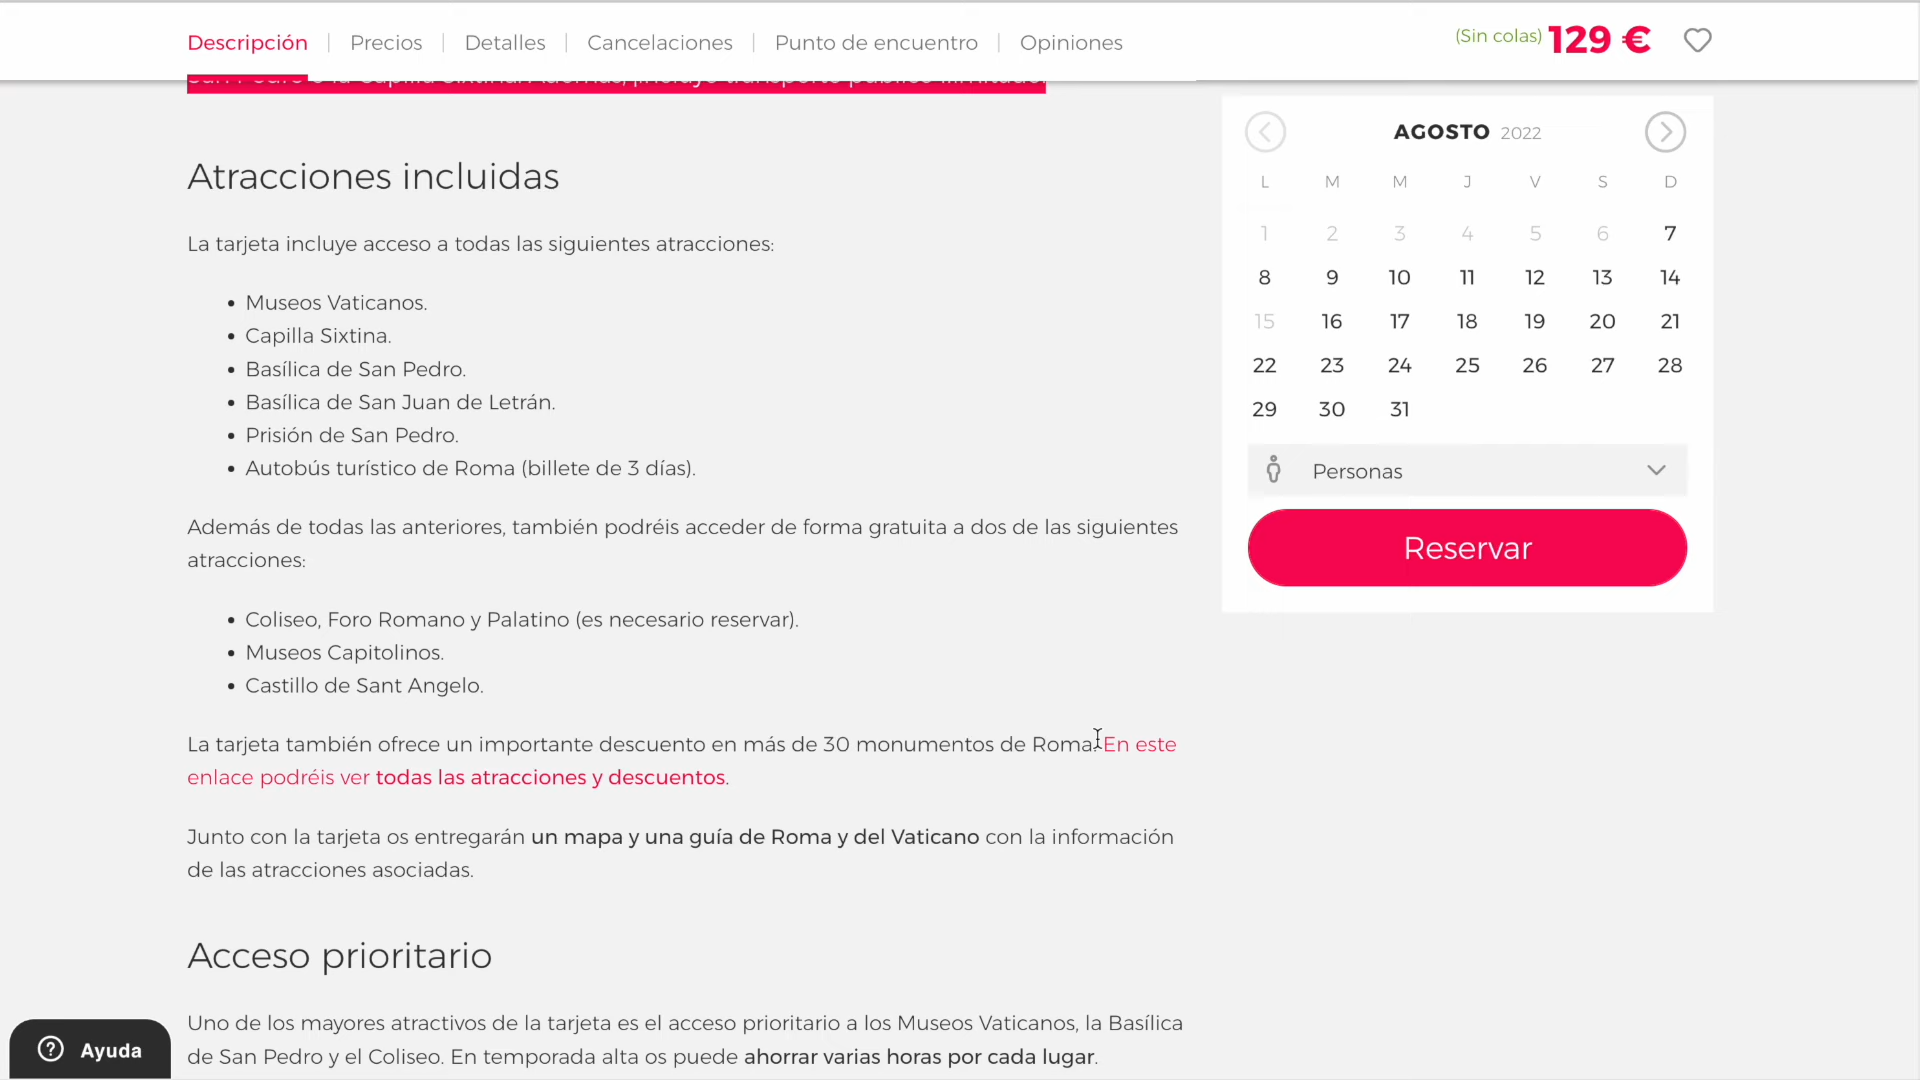 Descripción | Precios | Detalles | Cancelaciones | Punto de encuentro | Opiniones
(Sin colas) 129 €
Atracciones incluidas
La tarjeta incluye acceso a todas las siguientes atracciones:
• Museos Vaticanos.
• Capilla Sixtina.
• Basílica de San Pedro.
• Basílica de San Juan de Letrán.
• Prisión de San Pedro.
• Autobús turístico de Roma (billete de 3 días).
Además de todas las anteriores, también podréis acceder de forma gratuita a dos de las siguientes
atracciones:
• Coliseo, Foro Romano y Palatino (es necesario reservar).
• Museos Capitolinos.
• Castillo de Sant Angelo.
La tarjeta también ofrece un importante descuento en más de 30 monumentos de Roma. En este
enlace podréis ver todas las atracciones y descuentos.
Junto con la tarjeta os entregarán un mapa y una guía de Roma y del Vaticano con la información
de las atracciones asociadas.
Acceso prioritario
Uno de los mayores atractivos de la tarjeta es el acceso prioritario a los Museos Vaticanos, la Basílica
de San Pedro y el Coliseo. En temporada alta os puede ahorrar varias horas por cada lugar.
AGOSTO 2022
L M M J V S D
1 2 3 4 5 6 7
8 9 10 11 12 13 14
15 16 17 18 19 20 21
22 23 24 25 26 27 28
29 30 31
Personas
Reservar
Ayuda